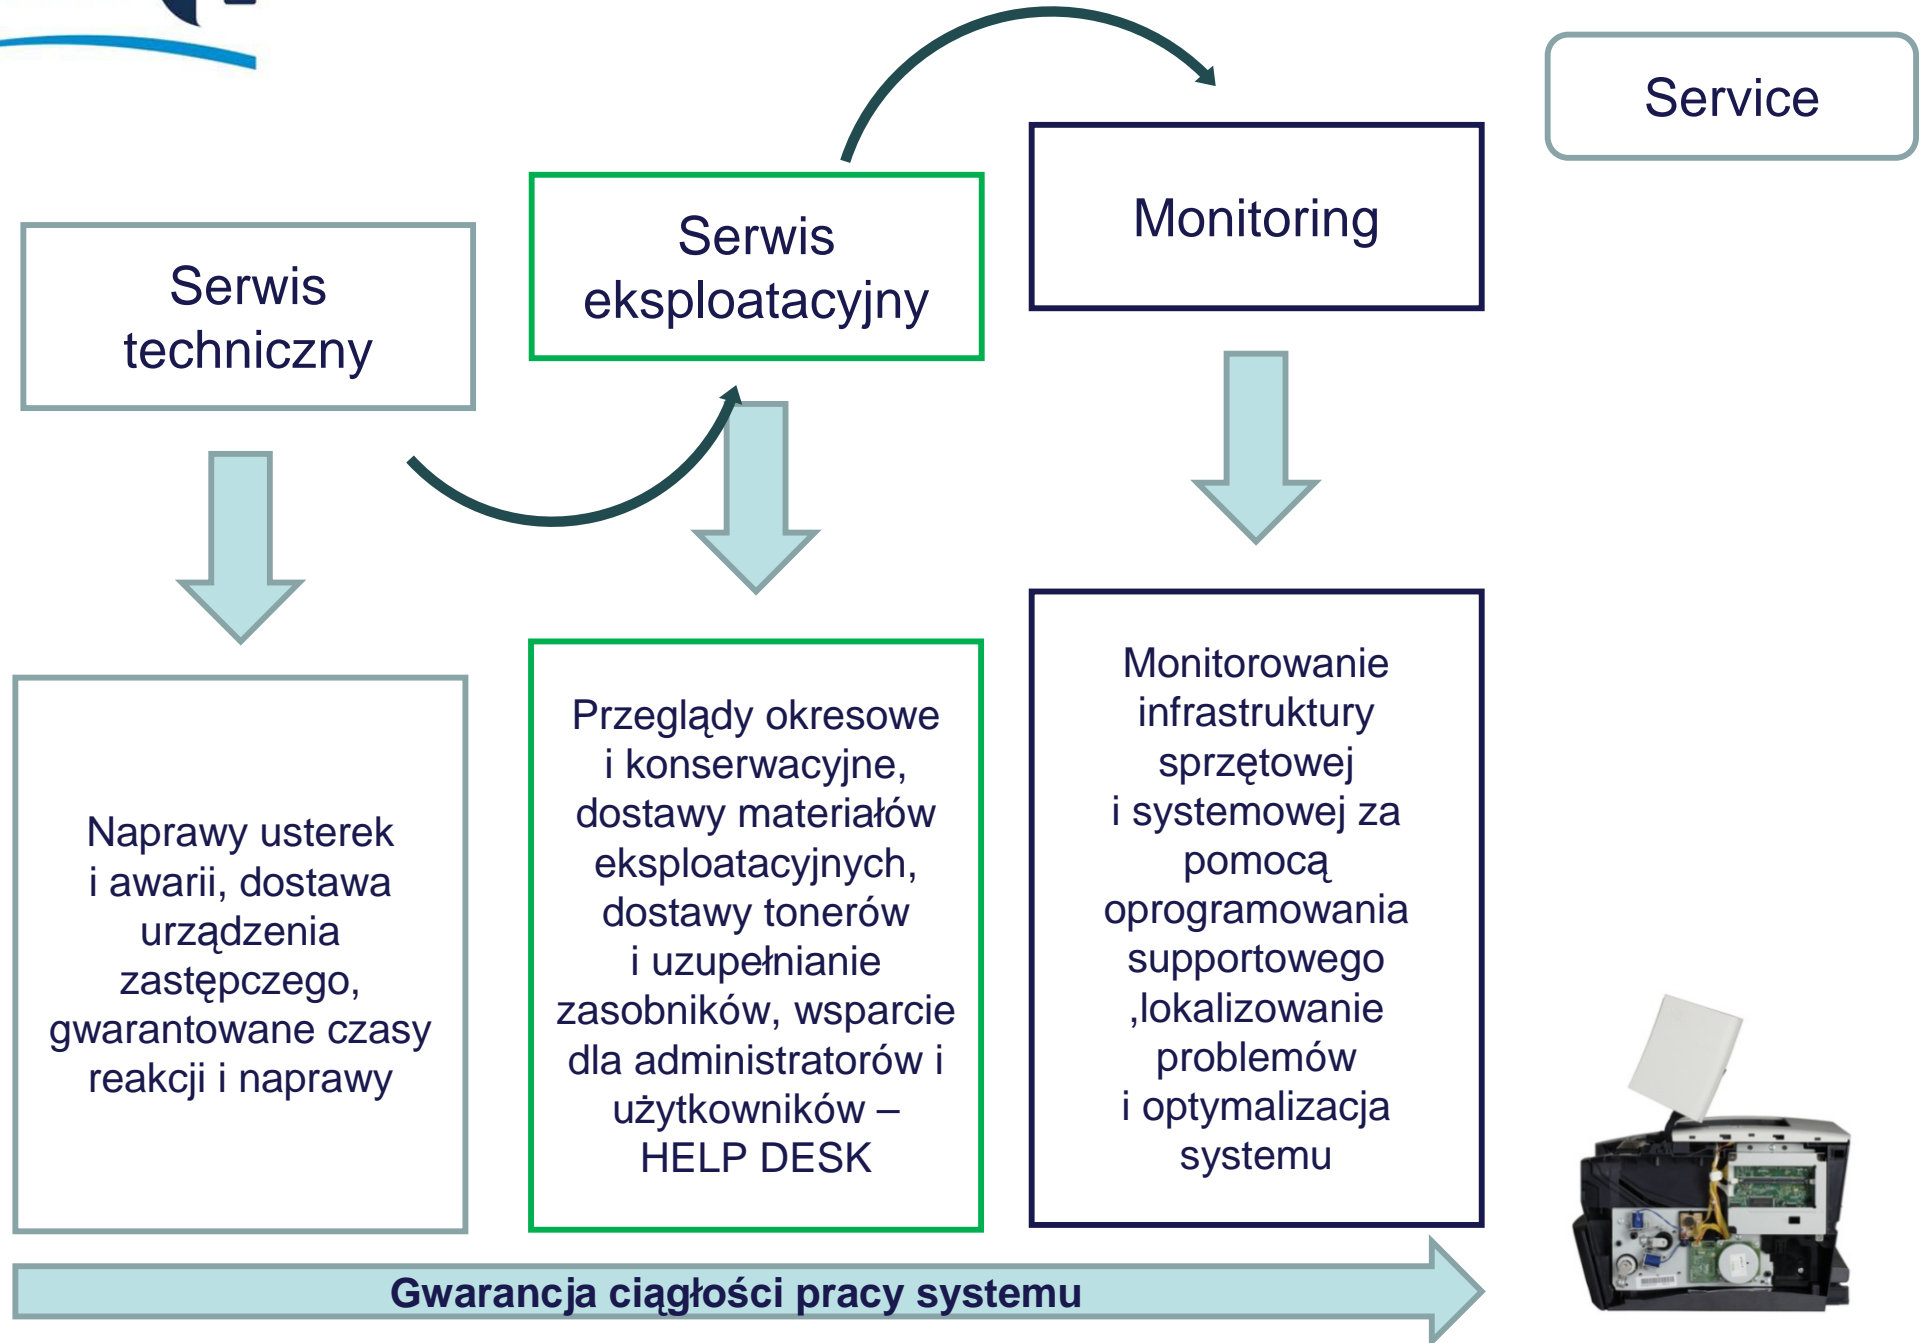 Service
Serwis
techniczny
Serwis
eksploatacyjny
Monitoring
Naprawy usterek
i awarii, dostawa
urządzenia
zastępczego,
gwarantowane czasy
reakcji i naprawy
Przeglądy okresowe
i konserwacyjne,
dostawy materiałów
eksploatacyjnych,
dostawy tonerów
i uzupełnianie
zasobników, wsparcie
dla administratorów i
użytkowników –
HELP DESK
Monitorowanie
infrastruktury
sprzętowej
i systemowej za
pomocą
oprogramowania
supportowego
,lokalizowanie
problemów
i optymalizacja
systemu
Gwarancja ciągłości pracy systemu